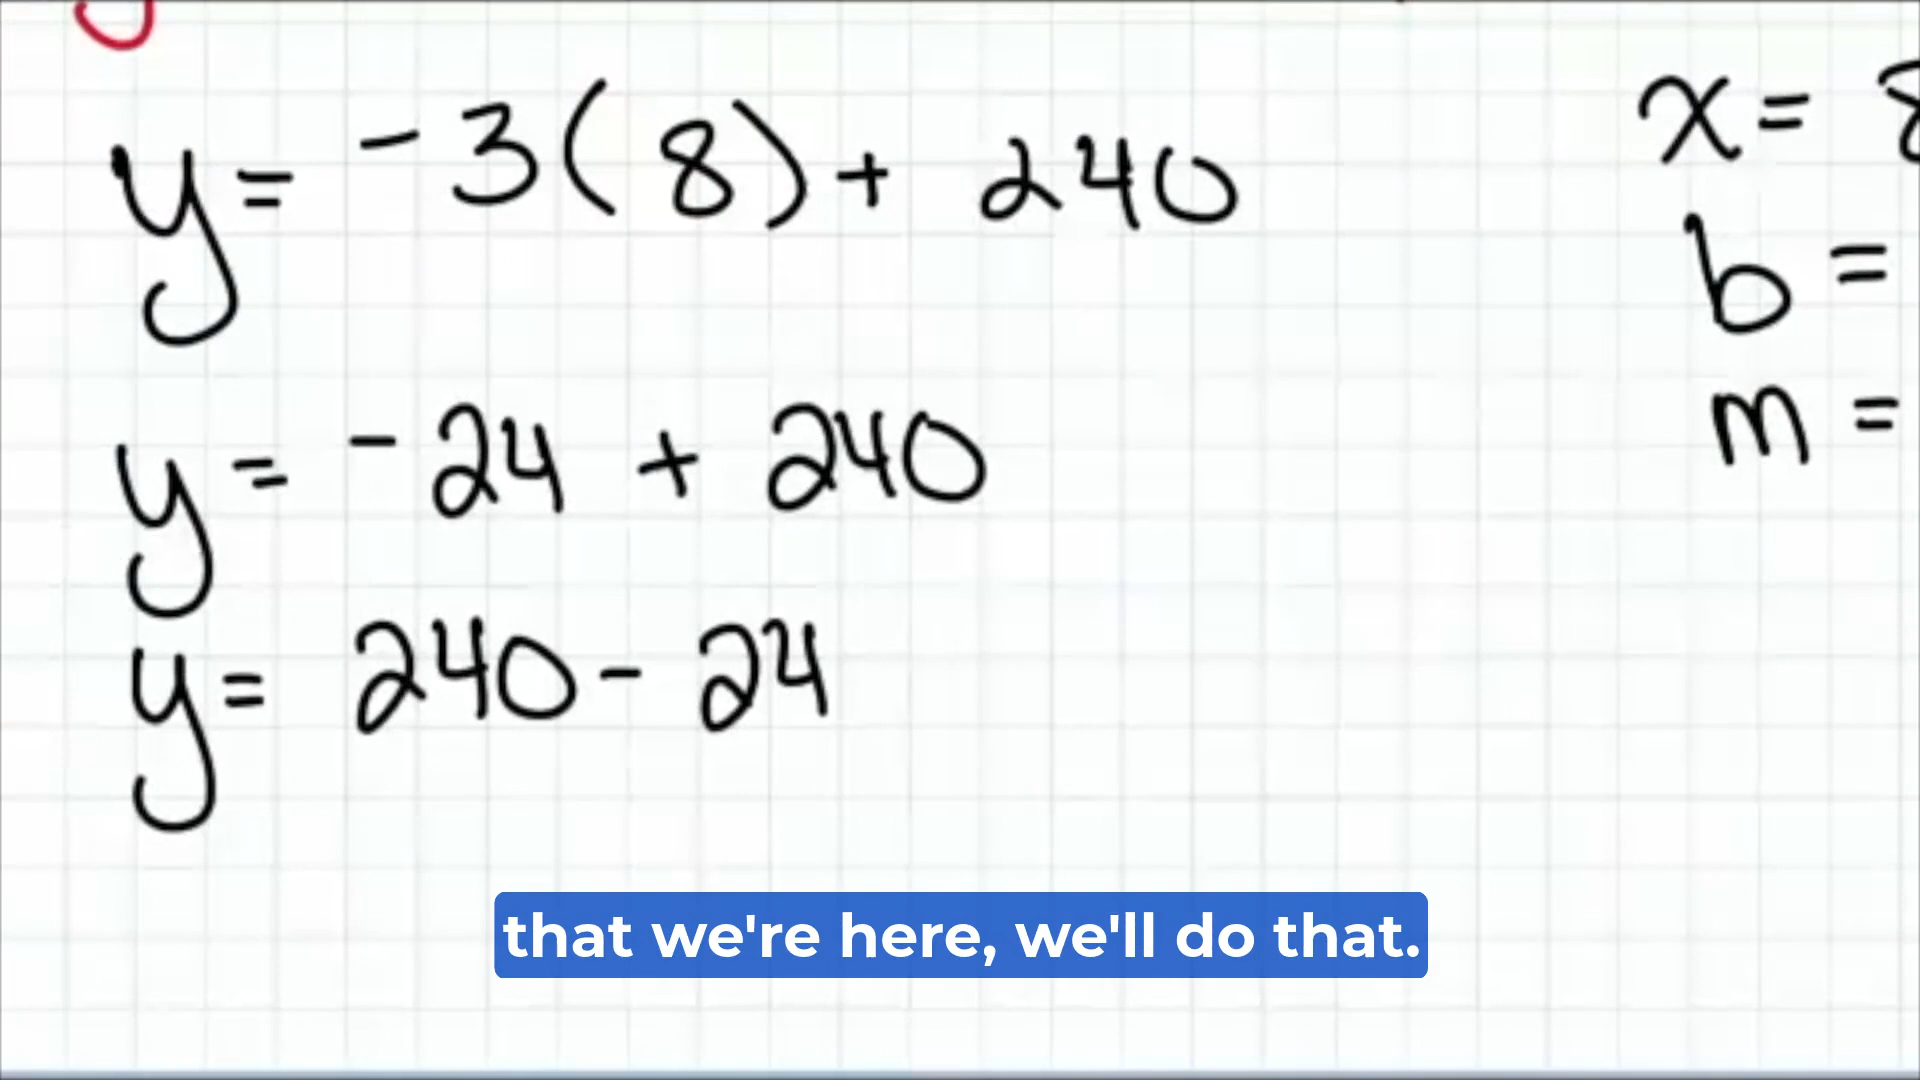 y = -3(8) + 240
x = 8
b =
m =
y = -24 + 240
y = 240 - 24
that we're here, we'll do that.